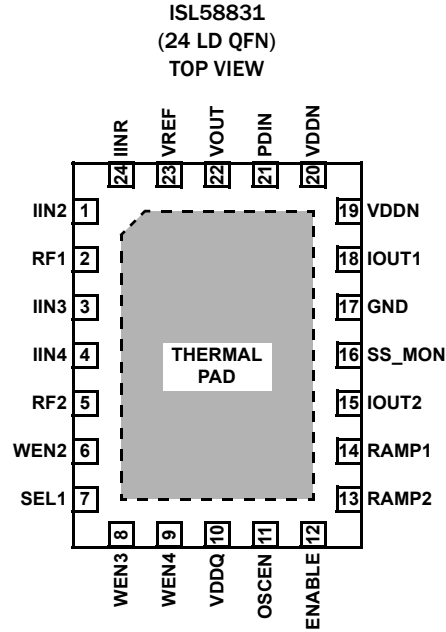 ISL58831
(24 LD QFN)
TOP VIEW
IINR
VREF
VOUT
PDIN
VDDN
24
23
22
21
20
IIN2 1
19 VDDN
RF1 2
18 IOUT1
IIN3 3
17 GND
IIN4 4
16 SS_MON
THERMAL
PAD
RF2 5
15 IOUT2
WEN2 6
14 RAMP1
SEL1 7
13 RAMP2
8
9
10
11
12
WEN3
WEN4
VDDQ
OSCEN
ENABLE